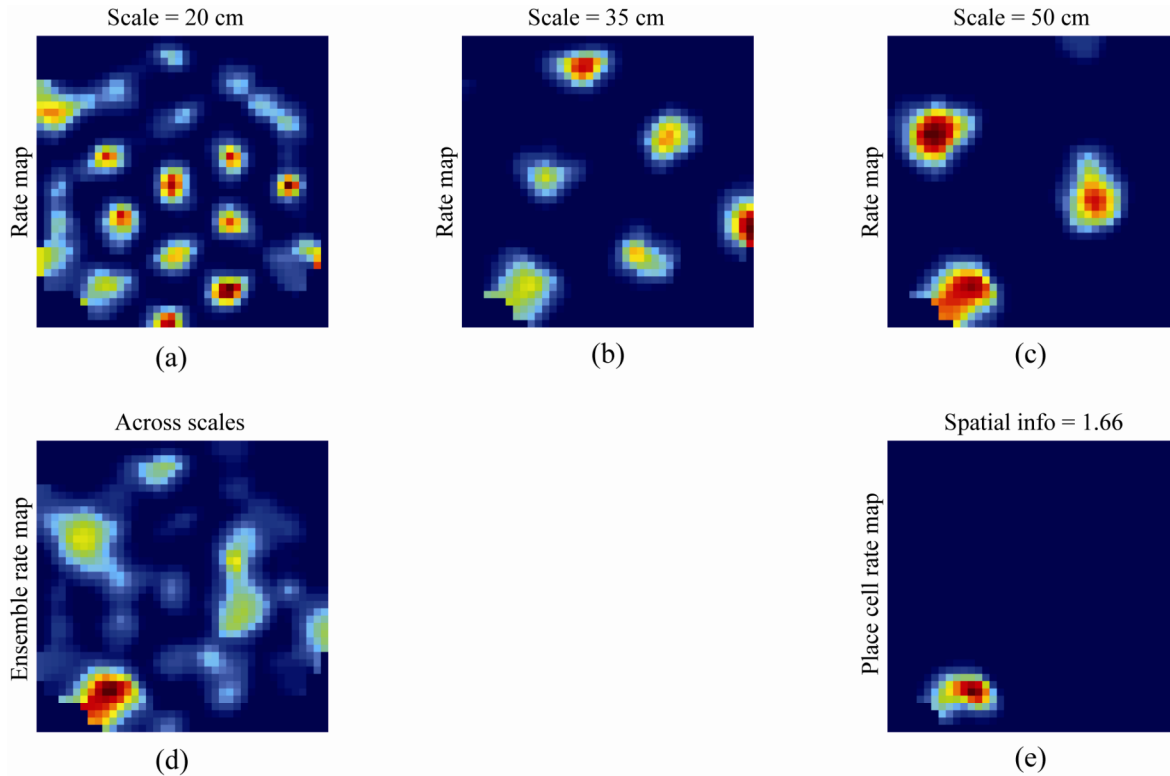 Scale = 20 cm
Scale = 35 cm
Scale = 50 cm
Rate map
Rate map
Rate map
(a)
(b)
(c)
Across scales
Spatial info = 1.66
Ensemble rate map
Place cell rate map
(d)
(e)